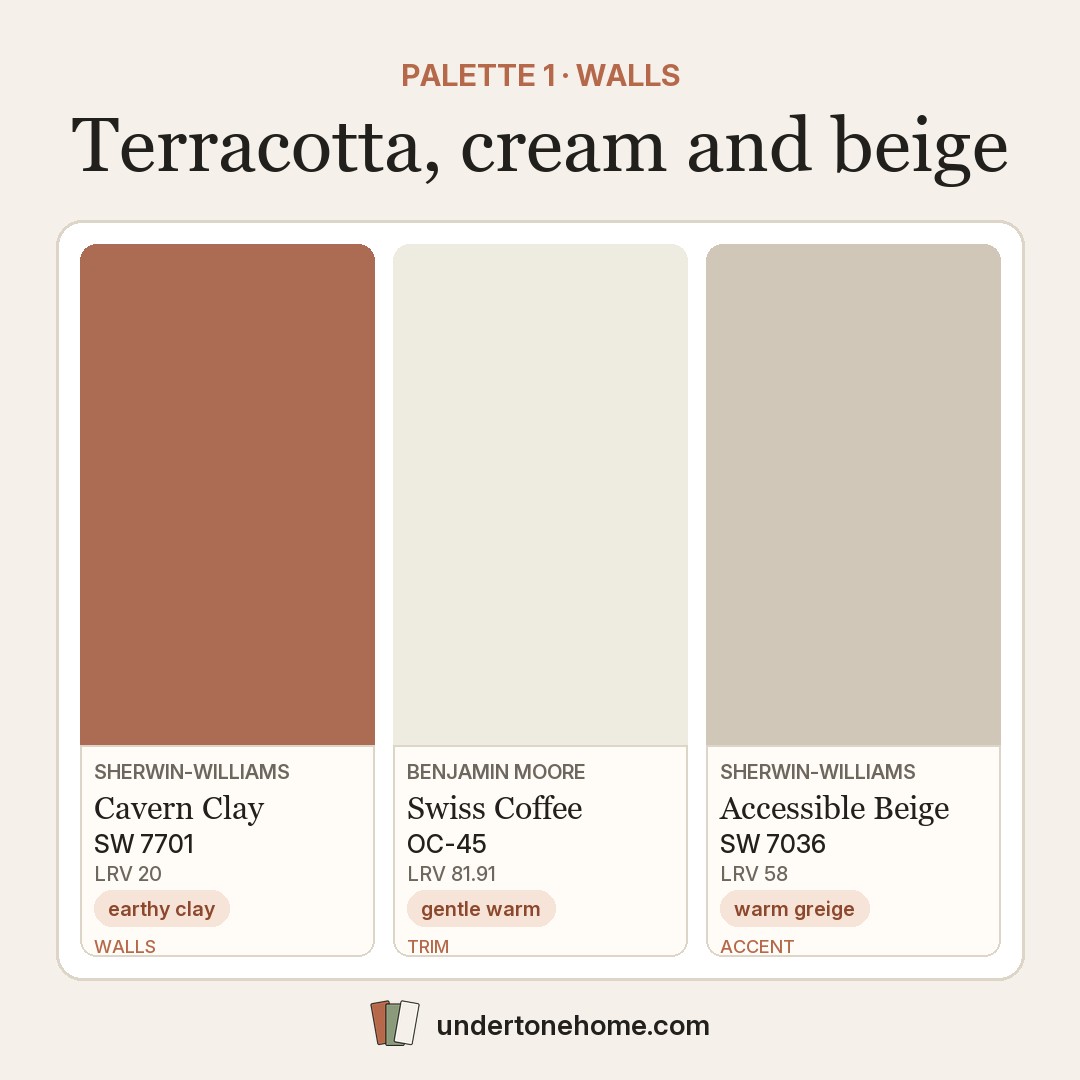 PALETTE 1 · WALLS
Terracotta, cream and beige
SHERWIN-WILLIAMS
Cavern Clay
SW 7701
LRV 20
earthy clay
WALLS
BENJAMIN MOORE
Swiss Coffee
OC-45
LRV 81.91
gentle warm
TRIM
SHERWIN-WILLIAMS
Accessible Beige
SW 7036
LRV 58
warm greige
ACCENT
undertonehome.com